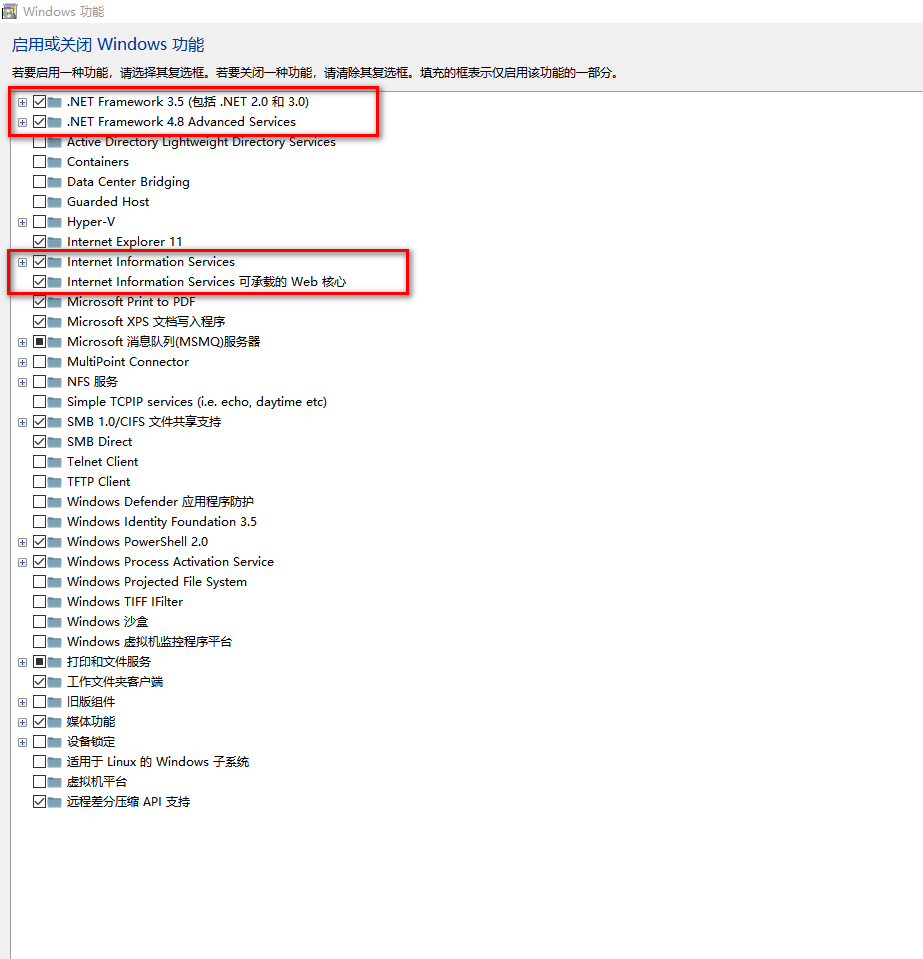 Windows 功能
启用或关闭 Windows 功能
若要启用一种功能，请选择其复选框。若要关闭一种功能，请清除其复选框。填充的框表示仅启用该功能的一部分。
.NET Framework 3.5 (包括 .NET 2.0 和 3.0)
.NET Framework 4.8 Advanced Services
Active Directory Lightweight Directory Services
Containers
Data Center Bridging
Guarded Host
Hyper-V
Internet Explorer 11
Internet Information Services
Internet Information Services 可承载的 Web 核心
Microsoft Print to PDF
Microsoft XPS 文档写入程序
Microsoft 消息队列(MSMQ)服务器
MultiPoint Connector
NFS 服务
Simple TCPIP services (i.e. echo, daytime etc)
SMB 1.0/CIFS 文件共享支持
SMB Direct
Telnet Client
TFTP Client
Windows Defender 应用程序防护
Windows Identity Foundation 3.5
Windows PowerShell 2.0
Windows Process Activation Service
Windows Projected File System
Windows TIFF IFilter
Windows 沙盒
Windows 虚拟机监控程序平台
打印和文件服务
工作文件夹客户端
旧版组件
媒体功能
设备锁定
适用于 Linux 的 Windows 子系统
虚拟机平台
远程差分压缩 API 支持